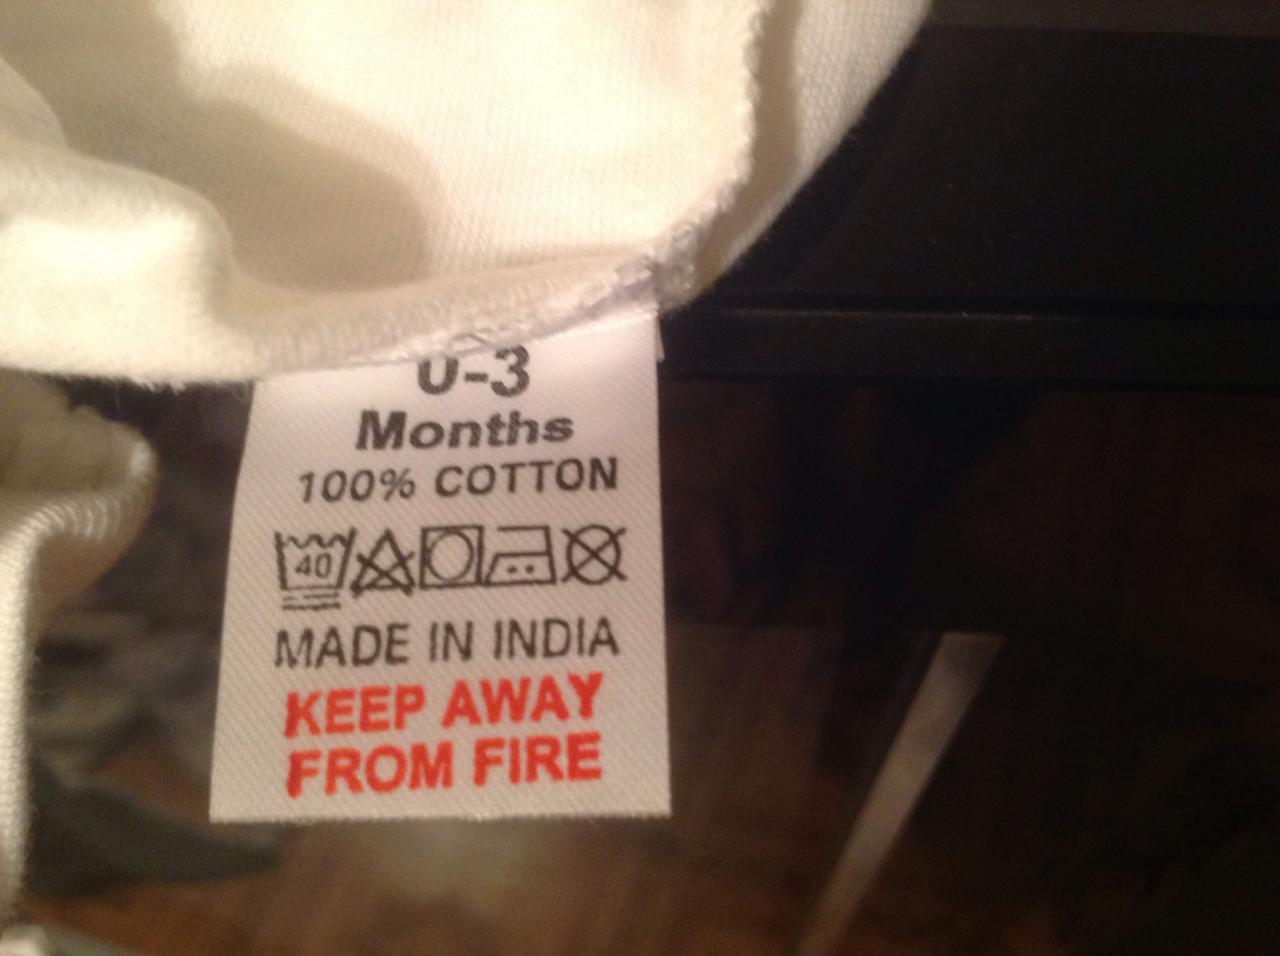 0-3
Months
100% COTTON
40
MADE IN INDIA
KEEP AWAY
FROM FIRE